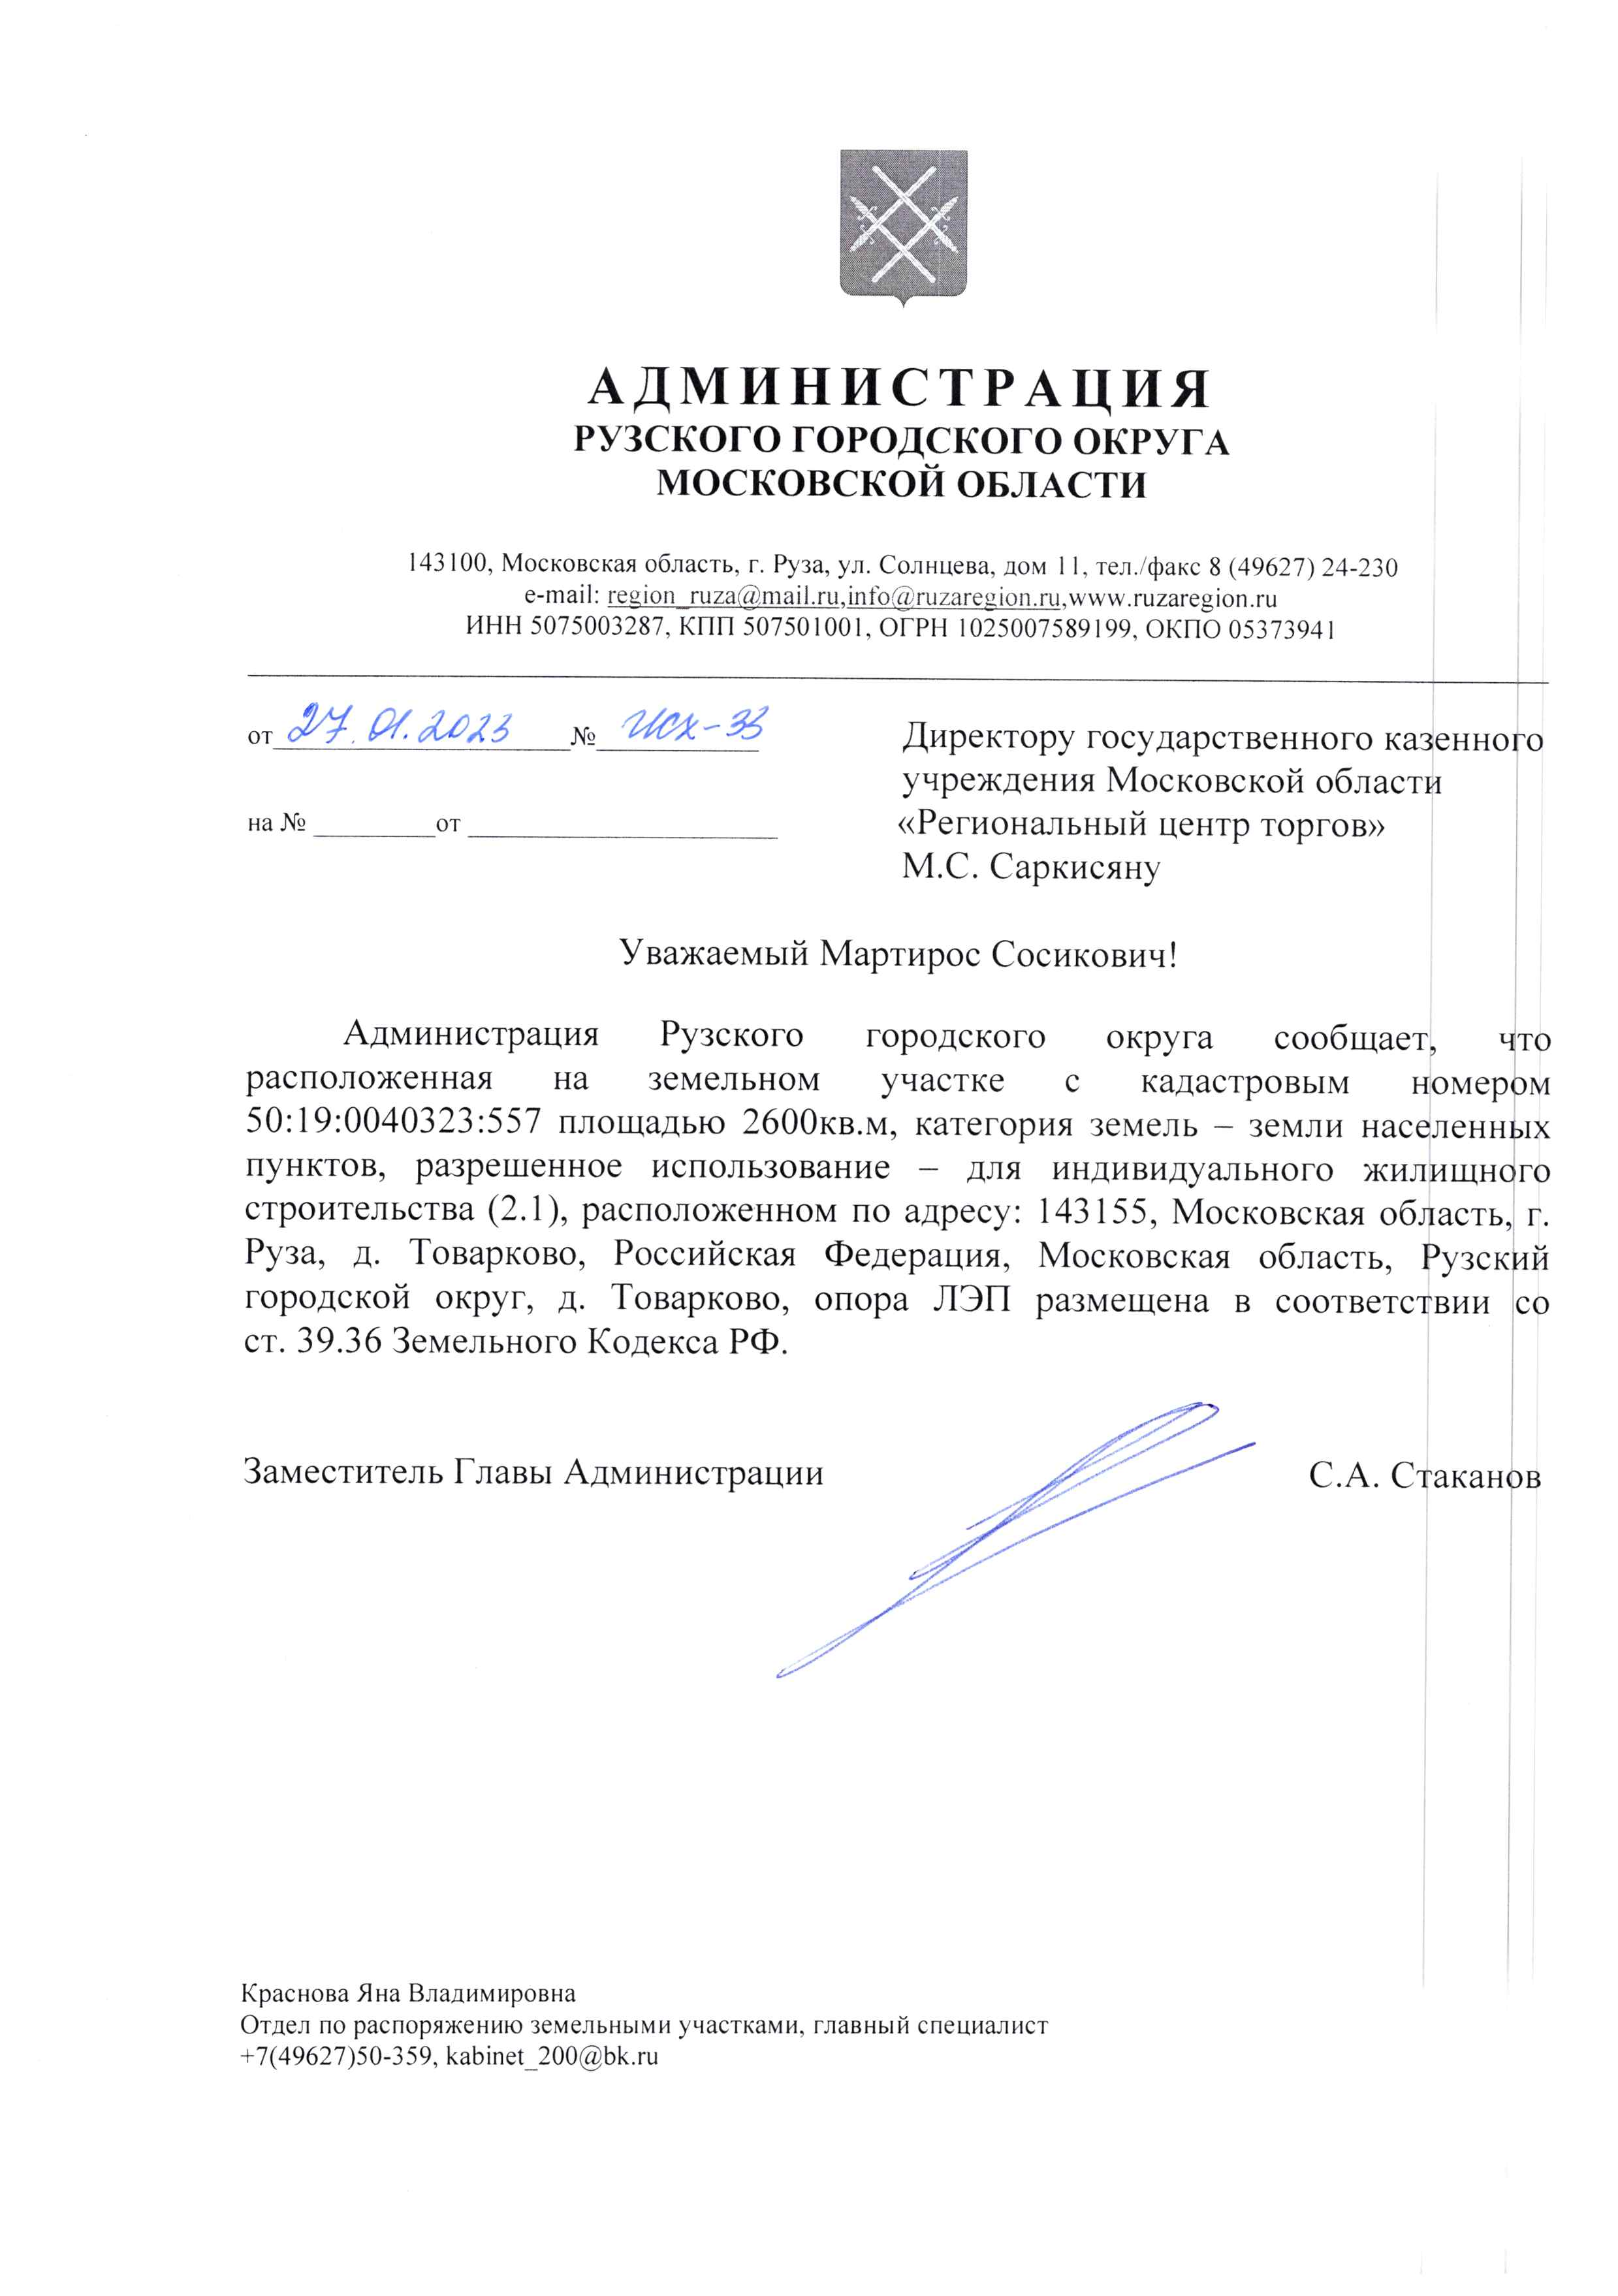 АДМИНИСТРАЦИЯ
РУЗСКОГО ГОРОДСКОГО ОКРУГА
МОСКОВСКОЙ ОБЛАСТИ
143100, Московская область, г. Руза, ул. Солнцева, дом 11, тел./факс 8 (49627) 24-230
e-mail: region_ruza@mail.ru,info@ruzaregion.ru,www.ruzaregion.ru
ИНН 5075003287, КПП 507501001, ОГРН 1025007589199, ОКПО 05373941
от 27.01.2023 № Исх-33
на № _________ от _______________________
Директору государственного казенного
учреждения Московской области
«Региональный центр торгов»
М.С. Саркисяну
Уважаемый Мартирос Сосикович!
Администрация Рузского городского округа сообщает, что
расположенная на земельном участке с кадастровым номером
50:19:0040323:557 площадью 2600кв.м, категория земель – земли населенных
пунктов, разрешенное использование – для индивидуального жилищного
строительства (2.1), расположенном по адресу: 143155, Московская область, г.
Руза, д. Товарково, Российская Федерация, Московская область, Рузский
городской округ, д. Товарково, опора ЛЭП размещена в соответствии со
ст. 39.36 Земельного Кодекса РФ.
Заместитель Главы Администрации С.А. Стаканов
Краснова Яна Владимировна
Отдел по распоряжению земельными участками, главный специалист
+7(49627)50-359, kabinet_200@bk.ru